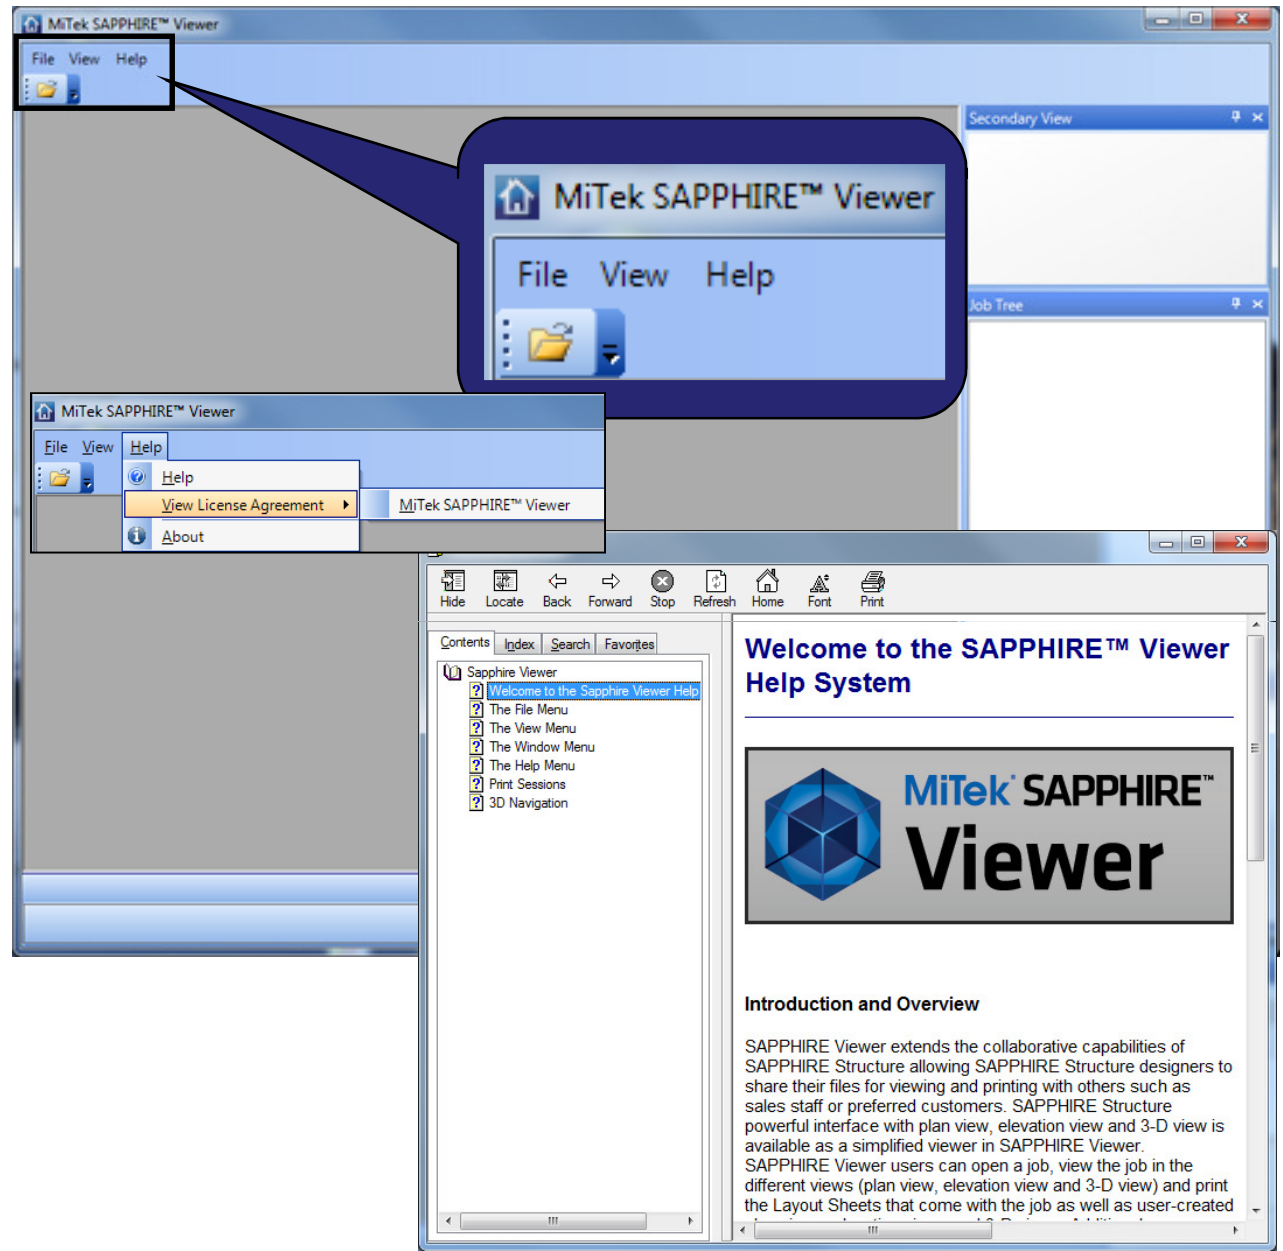 MiTek SAPPHIRE™ Viewer
File View Help
Secondary View
MiTek SAPPHIRE™ Viewer
File View Help
Job Tree
MiTek SAPPHIRE™ Viewer
File View Help
Help
View License Agreement
MiTek SAPPHIRE™ Viewer
About
Hide Locate Back Forward Stop Refresh Home Font Print
Contents Index Search Favorites
Sapphire Viewer
Welcome to the Sapphire Viewer Help
The File Menu
The View Menu
The Window Menu
The Help Menu
Print Sessions
3D Navigation
Welcome to the SAPPHIRE™ Viewer
Help System
MiTek SAPPHIRE™
Viewer
Introduction and Overview
SAPPHIRE Viewer extends the collaborative capabilities of
SAPPHIRE Structure allowing SAPPHIRE Structure designers to
share their files for viewing and printing with others such as
sales staff or preferred customers. SAPPHIRE Structure
powerful interface with plan view, elevation view and 3-D view is
available as a simplified viewer in SAPPHIRE Viewer.
SAPPHIRE Viewer users can open a job, view the job in the
different views (plan view, elevation view and 3-D view) and print
the Layout Sheets that come with the job as well as user-created